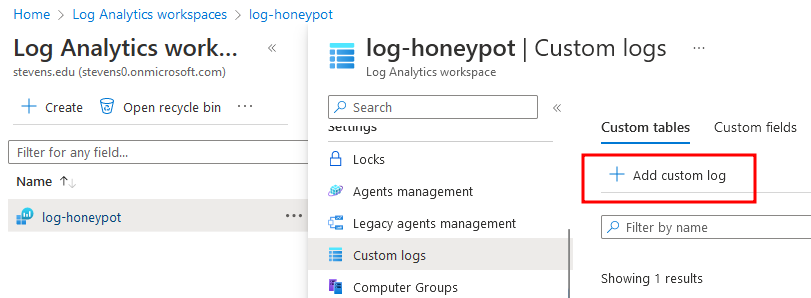 Home > Log Analytics workspaces > log-honeypot
Log Analytics work... «
stevens.edu (stevens0.onmicrosoft.com)
+ Create Open recycle bin ...
Filter for any field...
Name ↑↓
log-honeypot ...
log-honeypot | Custom logs ...
Log Analytics workspace
Search «
Settings
Locks
Agents management
Legacy agents management
Custom logs
Computer Groups
Custom tables Custom fields
+ Add custom log
Filter by name
Showing 1 results